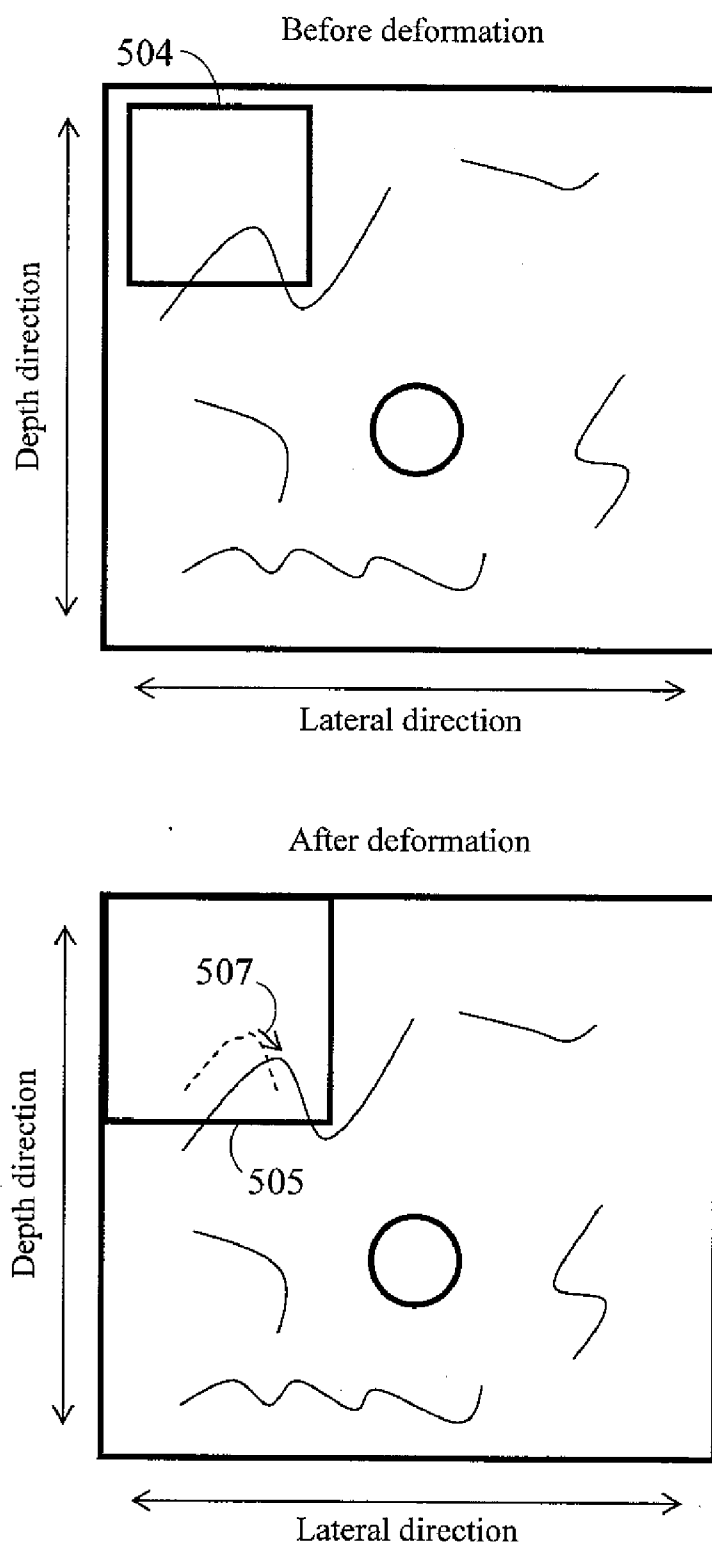 Before deformation
504
Depth direction
Lateral direction
After deformation
507
505
Depth direction
Lateral direction